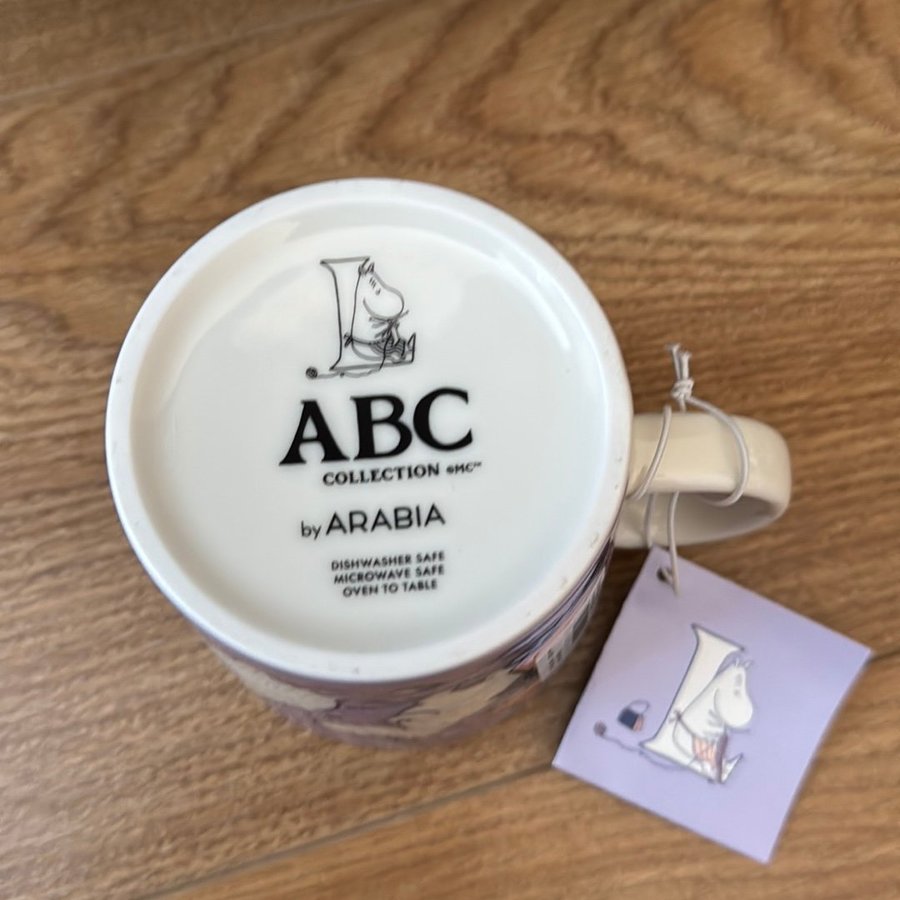 L
ABC
COLLECTION ©MC™
by ARABIA
DISHWASHER SAFE
MICROWAVE SAFE
OVEN TO TABLE
L